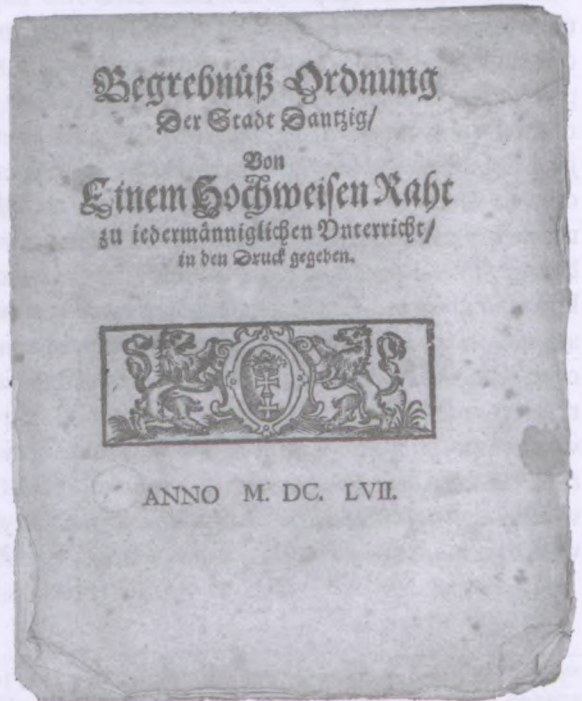 Begrebnüß Ordnung
Der Stadt Dantzig/
Von
Einem Hochweisen Raht
zu iedermänniglichen Vnterricht/
in den Druck gegeben.
ANNO M. DC. LVII.